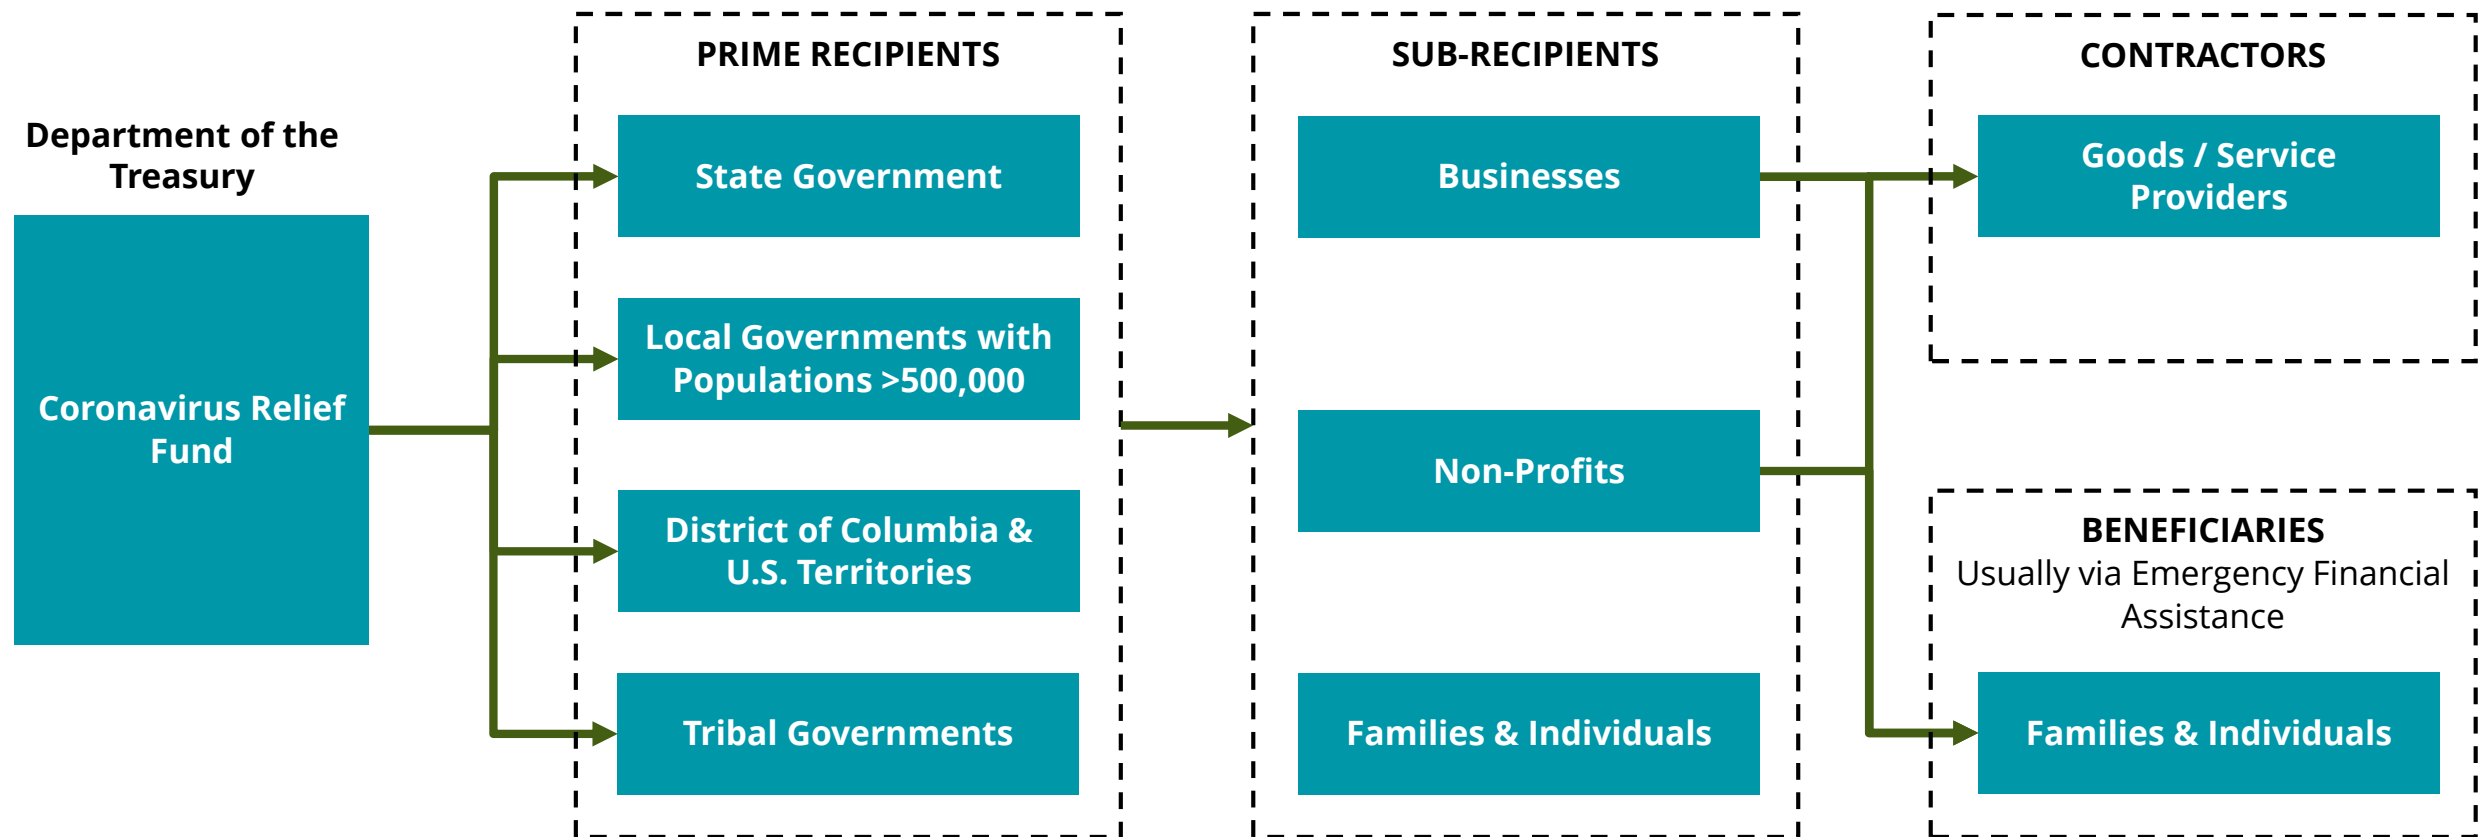 Department of the
Treasury
Coronavirus Relief
Fund
PRIME RECIPIENTS
State Government
Local Governments with
Populations >500,000
District of Columbia &
U.S. Territories
Tribal Governments
SUB-RECIPIENTS
Businesses
Non-Profits
Families & Individuals
CONTRACTORS
Goods / Service
Providers
BENEFICIARIES
Usually via Emergency Financial
Assistance
Families & Individuals